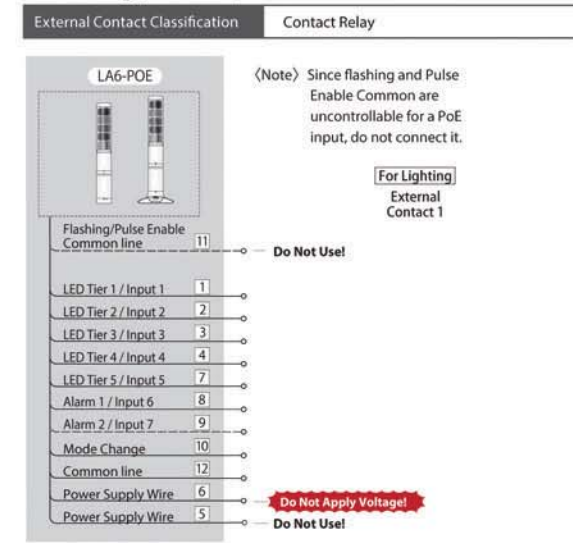 External Contact Classification Contact Relay
LA6-POE
〈Note〉 Since flashing and Pulse
Enable Common are
uncontrollable for a PoE
input, do not connect it.
For Lighting
External
Contact 1
Flashing/Pulse Enable
Common line 11
Do Not Use!
LED Tier 1 / Input 1 1
LED Tier 2 / Input 2 2
LED Tier 3 / Input 3 3
LED Tier 4 / Input 4 4
LED Tier 5 / Input 5 7
Alarm 1 / Input 6 8
Alarm 2 / Input 7 9
Mode Change 10
Common line 12
Power Supply Wire 6 Do Not Apply Voltage!
Power Supply Wire 5 Do Not Use!